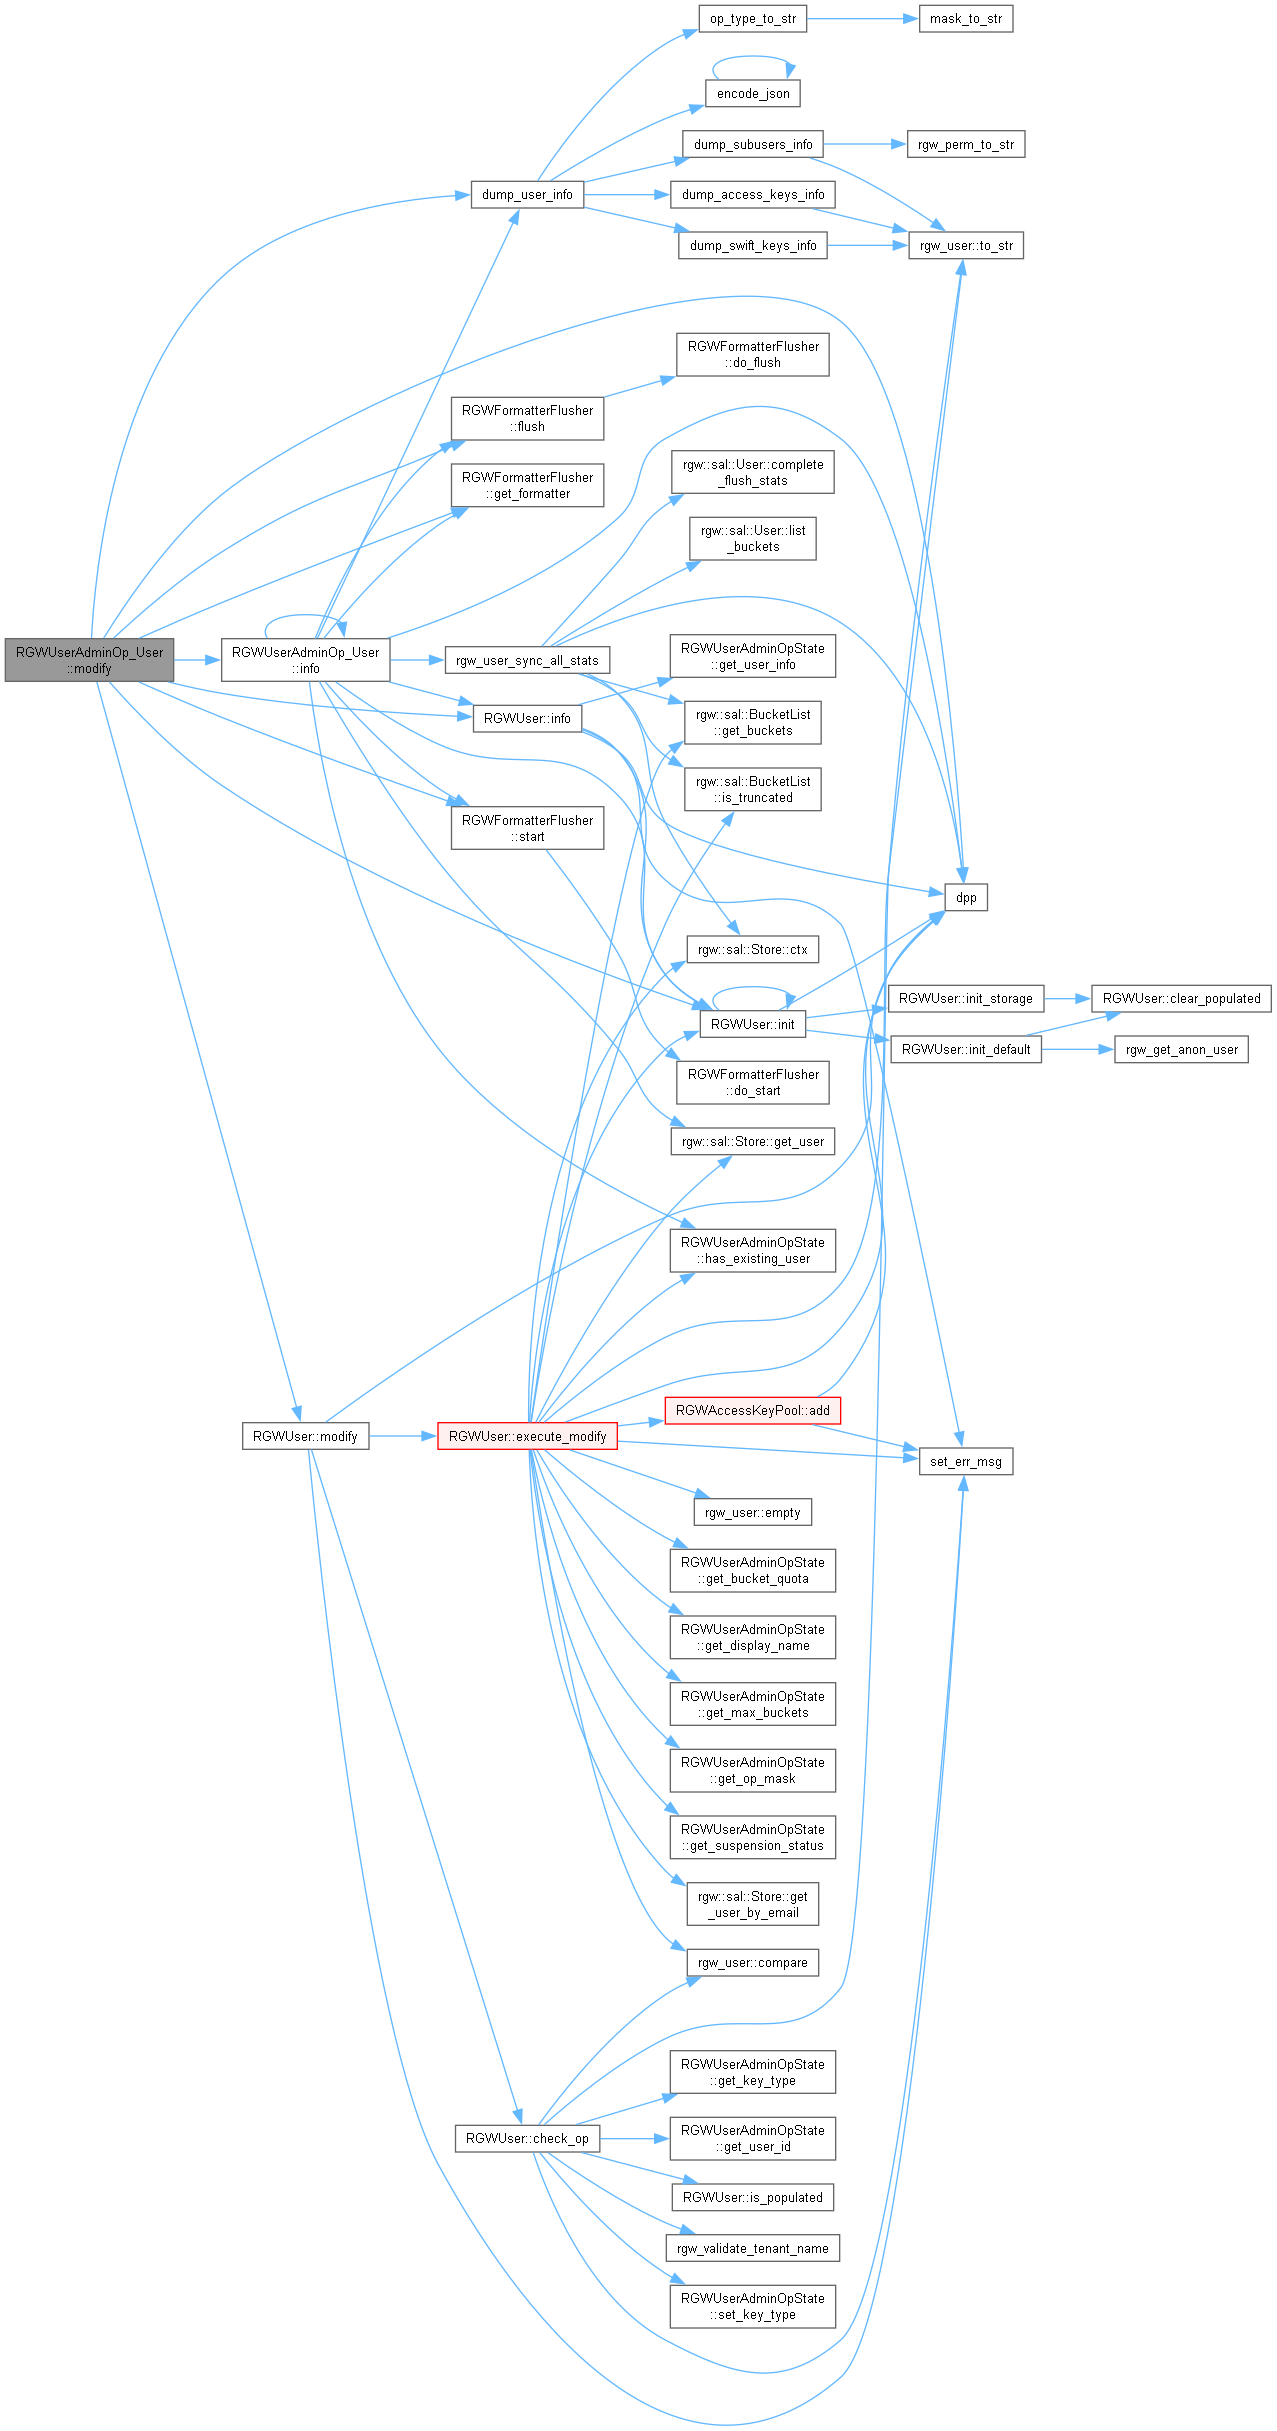 op_type_to_str
mask_to_str
encode_json
dump_subusers_info
rgw_perm_to_str
dump_user_info
dump_access_keys_info
rgw_user::to_str
dump_swift_keys_info
RGWFormatterFlusher
::do_flush
RGWFormatterFlusher
::flush
rgw::sal::User::complete
_flush_stats
RGWFormatterFlusher
::get_formatter
rgw::sal::User::list
_buckets
RGWUserAdminOp_User
::modify
RGWUserAdminOp_User
::info
rgw_user_sync_all_stats
RGWUserAdminOpState
::get_user_info
RGWUser::info
rgw::sal::BucketList
::get_buckets
rgw::sal::BucketList
::is_truncated
RGWFormatterFlusher
::start
dpp
rgw::sal::Store::ctx
RGWUser::init_storage
RGWUser::clear_populated
RGWUser::init
RGWUser::init_default
rgw_get_anon_user
RGWFormatterFlusher
::do_start
rgw::sal::Store::get_user
RGWUserAdminOpState
::has_existing_user
RGWAccessKeyPool::add
RGWUser::modify
RGWUser::execute_modify
set_err_msg
rgw_user::empty
RGWUserAdminOpState
::get_bucket_quota
RGWUserAdminOpState
::get_display_name
RGWUserAdminOpState
::get_max_buckets
RGWUserAdminOpState
::get_op_mask
RGWUserAdminOpState
::get_suspension_status
rgw::sal::Store::get
_user_by_email
rgw_user::compare
RGWUserAdminOpState
::get_key_type
RGWUser::check_op
RGWUserAdminOpState
::get_user_id
RGWUser::is_populated
rgw_validate_tenant_name
RGWUserAdminOpState
::set_key_type